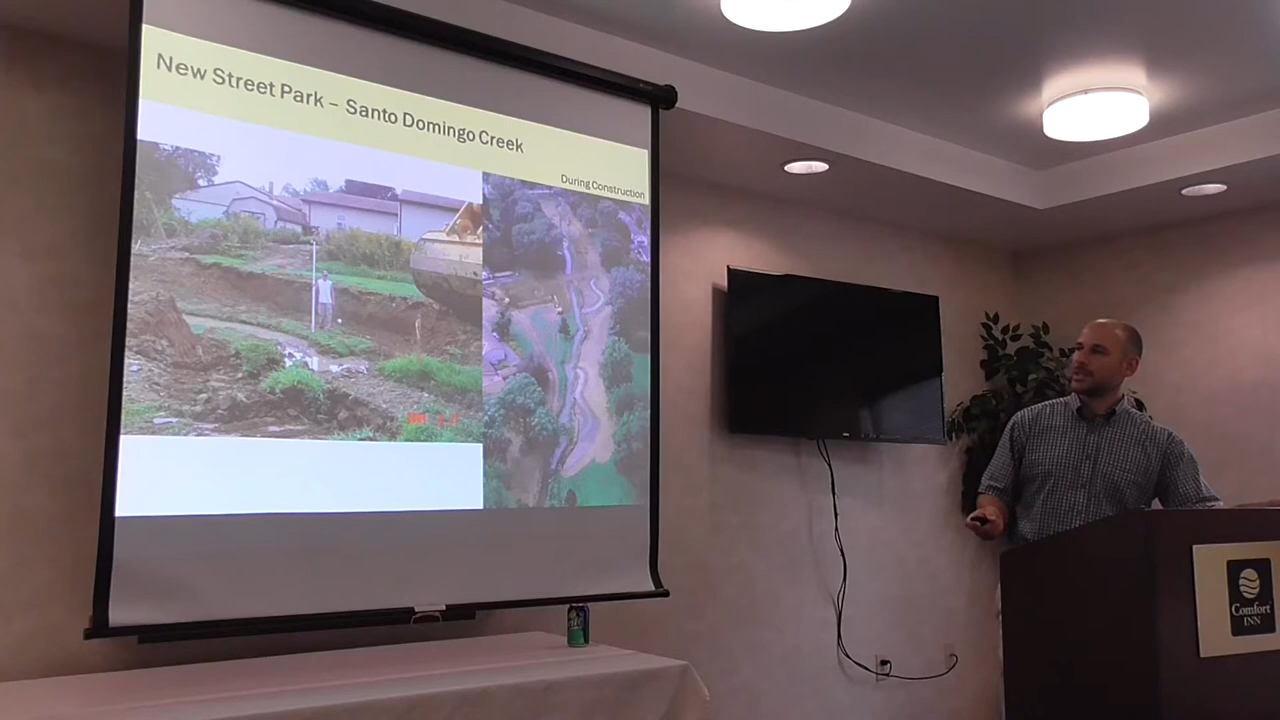 New Street Park – Santo Domingo Creek
During Construction
Comfort
INN